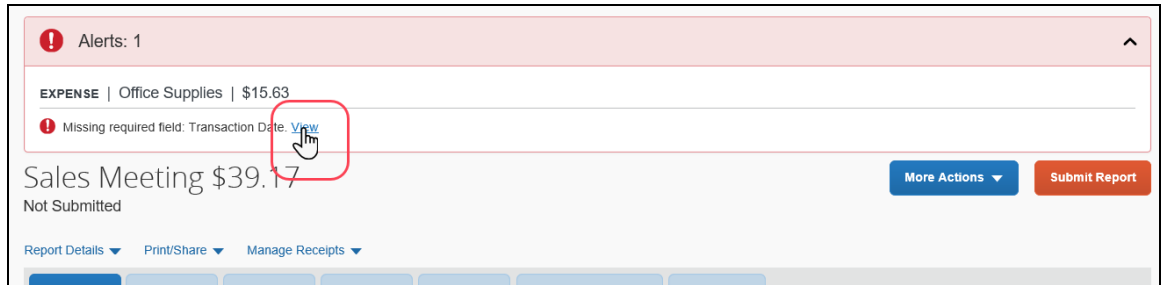 Alerts: 1
EXPENSE | Office Supplies | $15.63
Missing required field: Transaction Date. View
Sales Meeting $39.17
More Actions
Submit Report
Not Submitted
Report Details
Print/Share
Manage Receipts